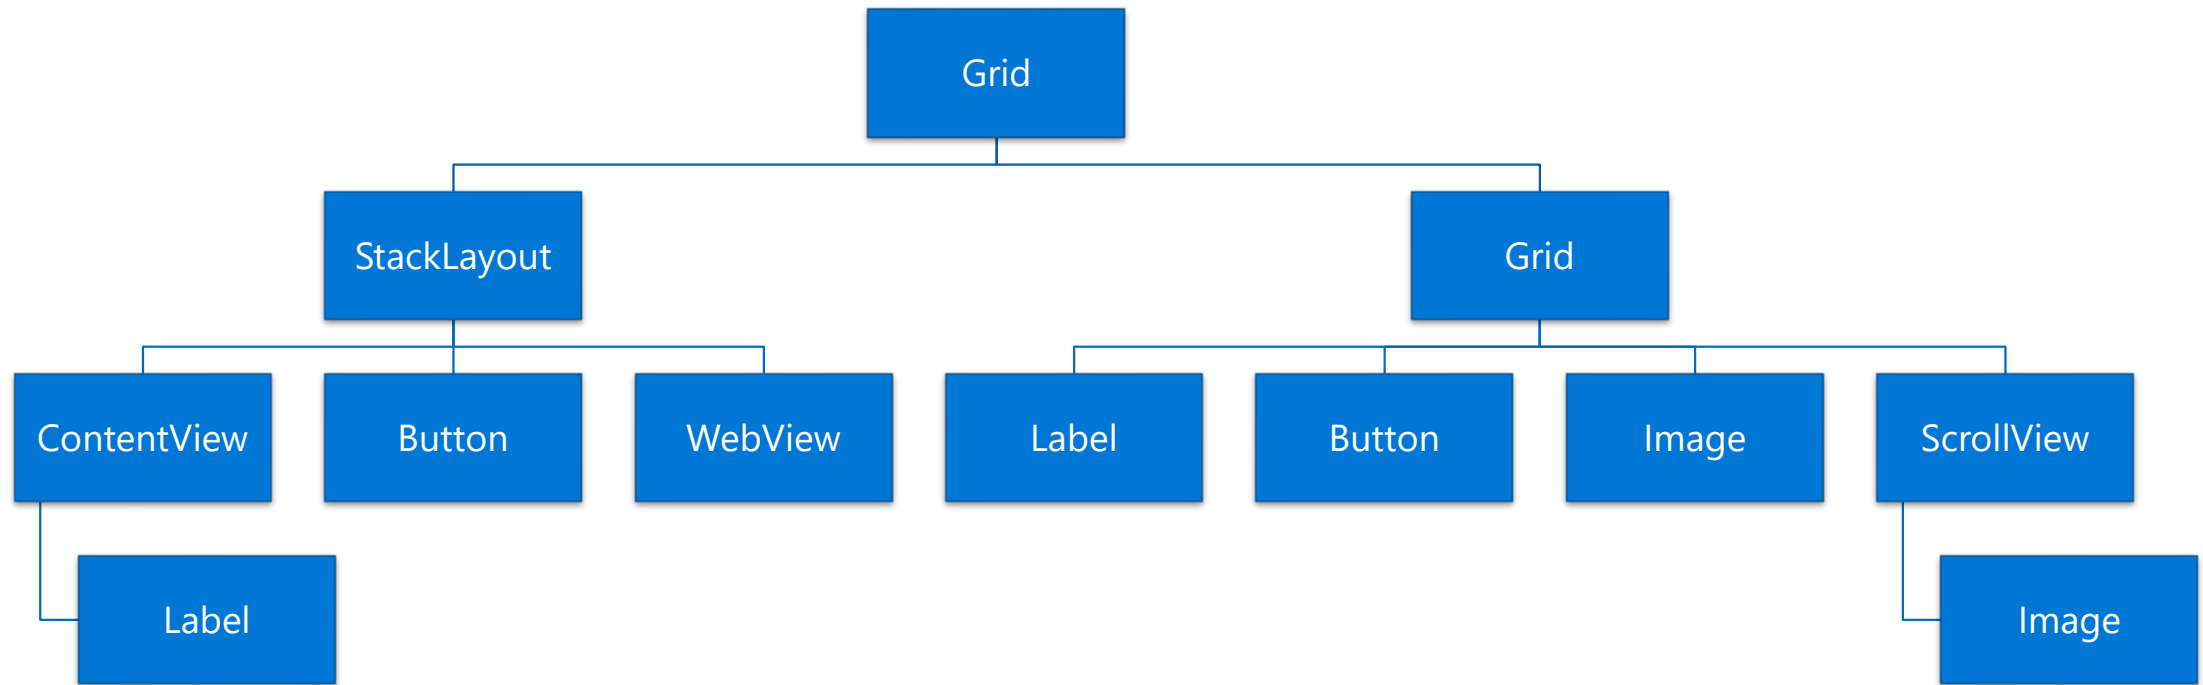 Grid
StackLayout
Grid
ContentView
Button
WebView
Label
Button
Image
ScrollView
Label
Image